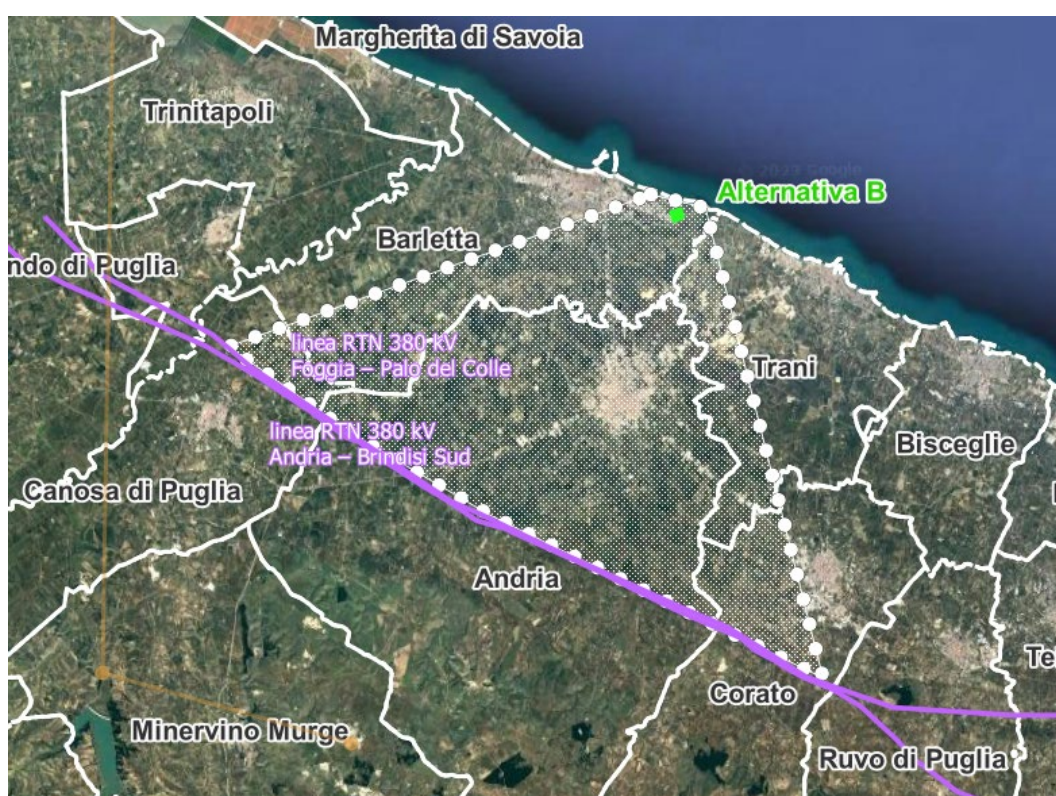 Margherita di Savoia
Trinitapoli
Alternativa B
Barletta
ndo di Puglia
linea RTN 380 kV
Foggia – Palo del Colle
Trani
linea RTN 380 kV
Andria – Brindisi Sud
Bisceglie
Canosa di Puglia
Andria
Te
Corato
Minervino Murge
Ruvo di Puglia